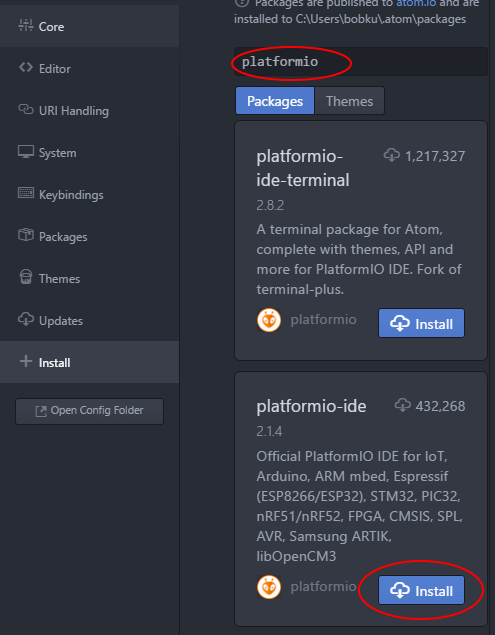 Core
Editor
URI Handling
System
Keybindings
Packages
Themes
Updates
Install
Open Config Folder
Packages are published to atom.io and are
installed to C:\Users\bobku\.atom\packages
platformio
Packages
Themes
platformio-
ide-terminal
1,217,327
2.8.2
A terminal package for Atom,
complete with themes, API and
more for PlatformIO IDE. Fork of
terminal-plus.
platformio
Install
platformio-ide
432,268
2.1.4
Official PlatformIO IDE for IoT,
Arduino, ARM mbed, Espressif
(ESP8266/ESP32), STM32, PIC32,
nRF51/nRF52, FPGA, CMSIS, SPL,
AVR, Samsung ARTIK,
libOpenCM3
platformio
Install